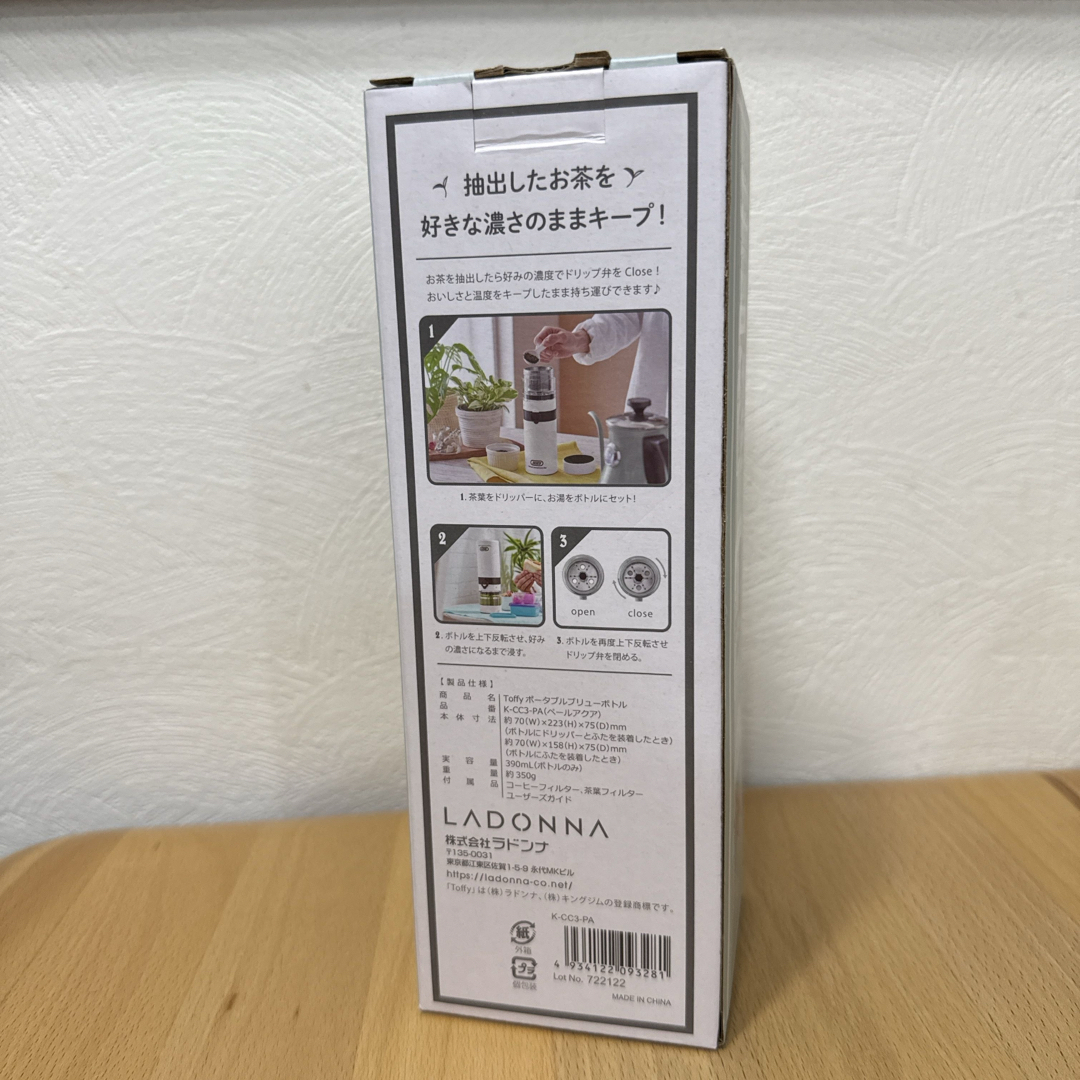 抽出したお茶を
好きな濃さのままキープ！
お茶を抽出したら好みの濃度でドリップ弁を Close！
おいしさと温度をキープしたまま持ち運びできます♪
1
1. 茶葉をドリッパーに、お湯をボトルにセット！
2
3
open
close
2. ボトルを上下反転させ、好み
の濃さになるまで浸す。
3. ボトルを再度上下反転させ
ドリップ弁を閉める。
【製品仕様】
商品名 Toffy ポータブルブリューボトル
品番 K-CC3-PA(ペールアクア)
本体寸法 約70(W)×223(H)×75(D)mm
(ボトルにドリッパーとふたを装着したとき)
約70(W)×158(H)×75(D)mm
(ボトルにふたを装着したとき)
実容量 390mL(ボトルのみ)
重量 約350g
付属品 コーヒーフィルター、茶葉フィルター
ユーザーズガイド
LADONNA
株式会社ラドンナ
〒135-0031
東京都江東区佐賀1-5-9 永代MKビル
https://ladonna-co.net/
「Toffy」は(株)ラドンナ、(株)キングジムの登録商標です。
K-CC3-PA
紙
外箱
プラ
個包装
4 934122 093281
Lot No. 722122
MADE IN CHINA